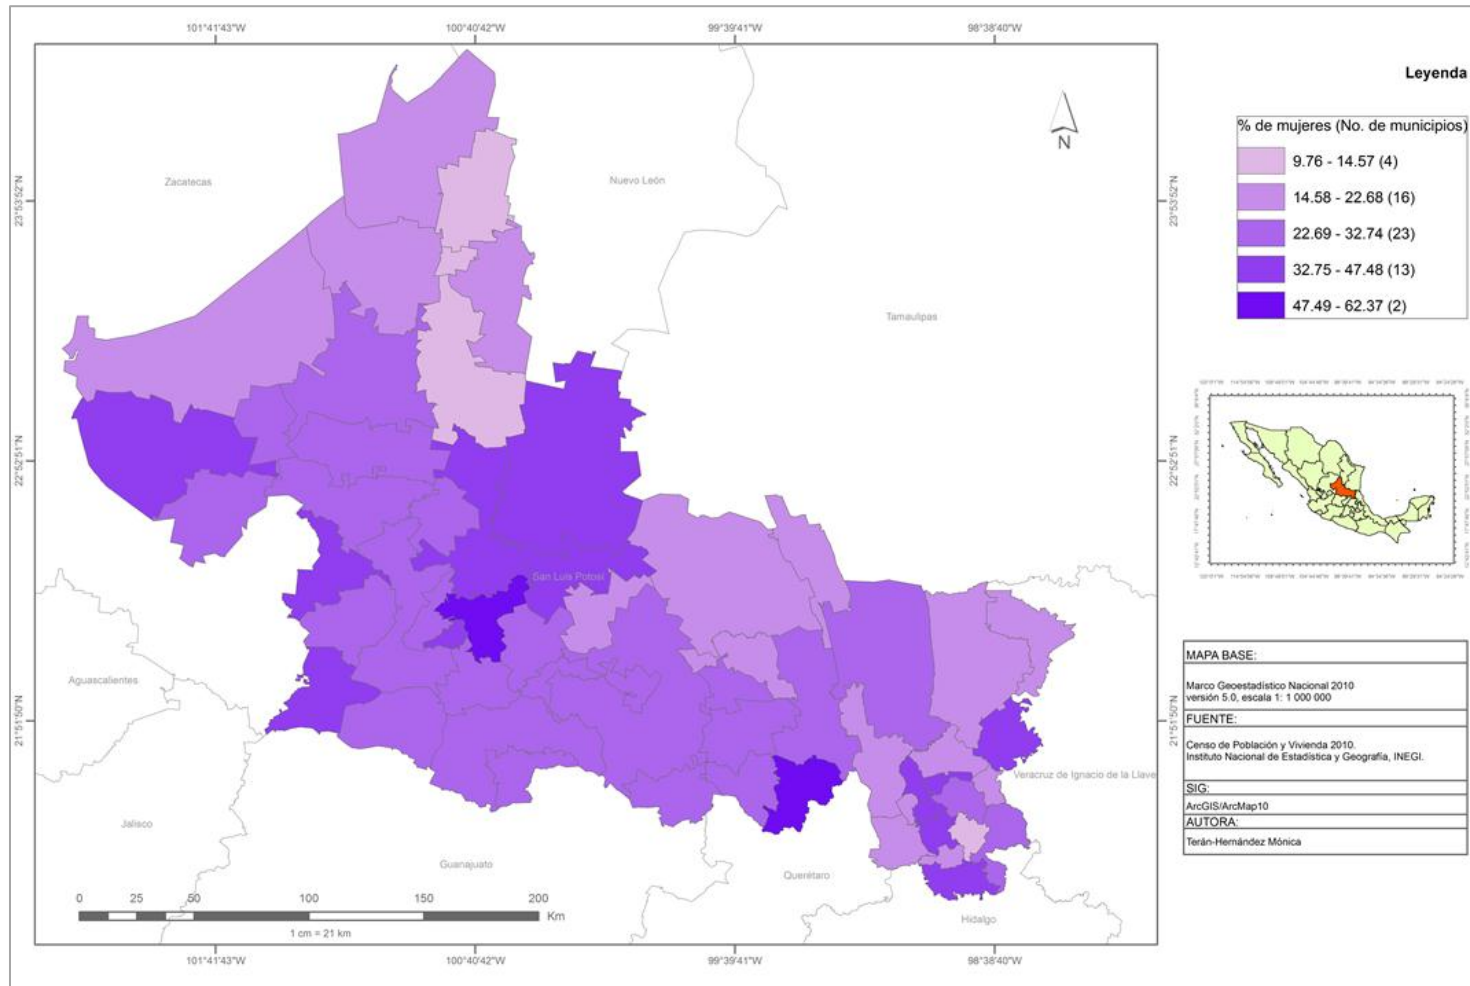 101°41'43"W 100°40'42"W 99°39'41"W 98°38'40"W
Leyenda
% de mujeres (No. de municipios)
9.76 - 14.57 (4)
14.58 - 22.68 (16)
22.69 - 32.74 (23)
32.75 - 47.48 (13)
47.49 - 62.37 (2)
N
Zacatecas
Nuevo León
23°53'52"N
23°53'52"N
Tamaulipas
22°52'51"N
22°52'51"N
San Luis Potosí
Aguascalientes
21°51'50"N
21°51'50"N
Veracruz de Ignacio de la Llave
Jalisco
Guanajuato
Querétaro
Hidalgo
0 25 50 100 150 200
Km
1 cm = 21 km
101°41'43"W 100°40'42"W 99°39'41"W 98°38'40"W
MAPA BASE:
Marco Geoestadístico Nacional 2010
versión 5.0, escala 1: 1 000 000
FUENTE:
Censo de Población y Vivienda 2010.
Instituto Nacional de Estadística y Geografía, INEGI.
SIG:
ArcGIS/ArcMap10
AUTORA:
Terán-Hernández Mónica